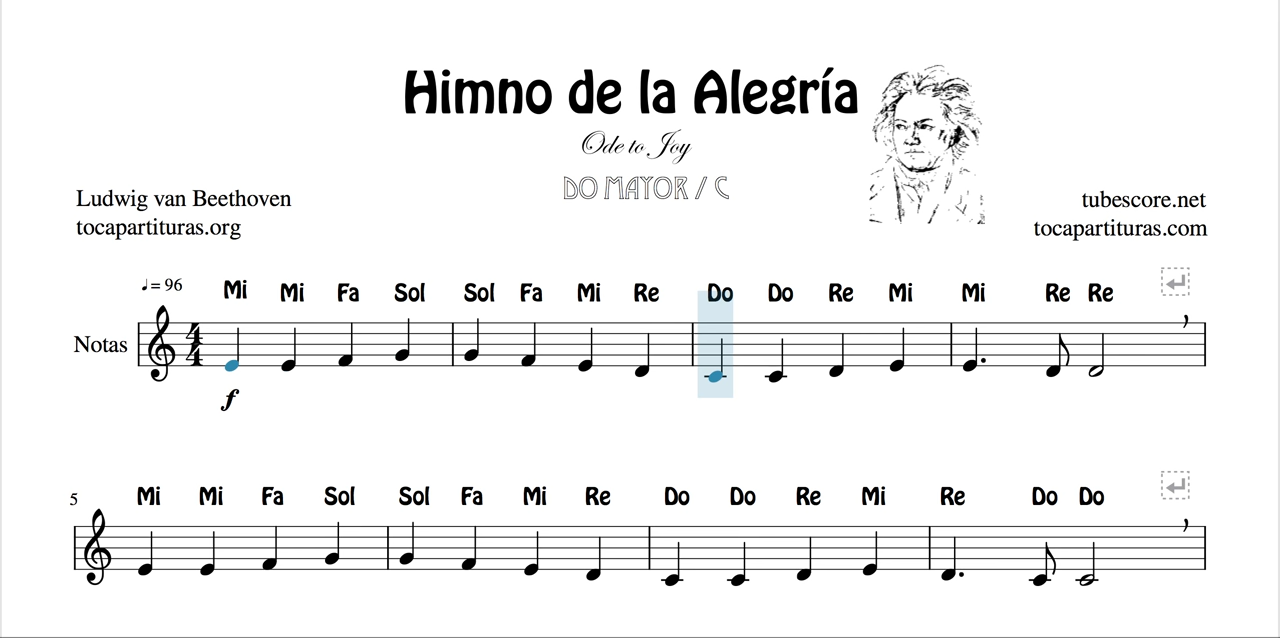 Himno de la Alegría
Ode to Joy
DO MAYOR / C
Ludwig van Beethoven
tocapartituras.org
tubescore.net
tocapartituras.com
♩= 96
Mi Mi Fa Sol Sol Fa Mi Re Do Do Re Mi Mi Re Re
Notas
4
4
f
5
Mi Mi Fa Sol Sol Fa Mi Re Do Do Re Mi Re Do Do